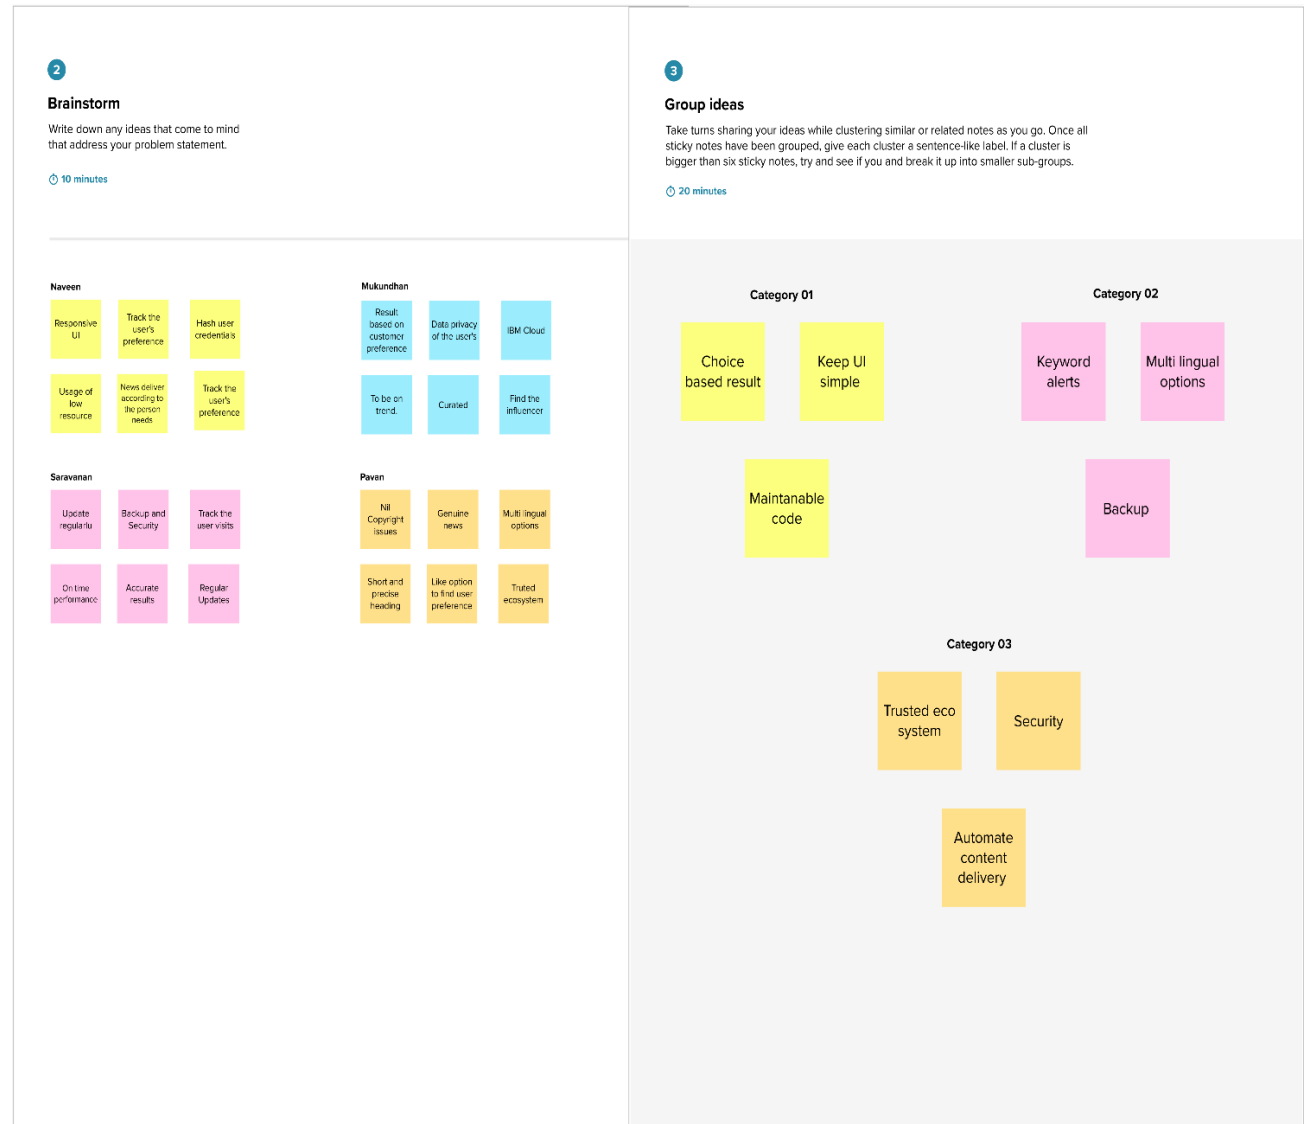 2
Brainstorm
Write down any ideas that come to mind
that address your problem statement.
10 minutes
Naveen
Responsive
UI
Track the
user's
preference
Hash user
credentials
Usage of
low
resource
News deliver
according to
the person
needs
Track the
user's
preference
Mukundhan
Result
based on
customer
preference
Data privacy
of the user's
IBM Cloud
To be on
trend.
Curated
Find the
influencer
Saravanan
Update
regularlu
Backup and
Security
Track the
user visits
On time
performance
Accurate
results
Regular
Updates
Pavan
Nil
Copyright
issues
Genuine
news
Multi lingual
options
Short and
precise
heading
Like option
to find user
preference
Truted
ecosystem
3
Group ideas
Take turns sharing your ideas while clustering similar or related notes as you go. Once all
sticky notes have been grouped, give each cluster a sentence-like label. If a cluster is
bigger than six sticky notes, try and see if you and break it up into smaller sub-groups.
20 minutes
Category 01
Choice
based result
Keep UI
simple
Maintanable
code
Category 02
Keyword
alerts
Multi lingual
options
Backup
Category 03
Trusted eco
system
Security
Automate
content
delivery